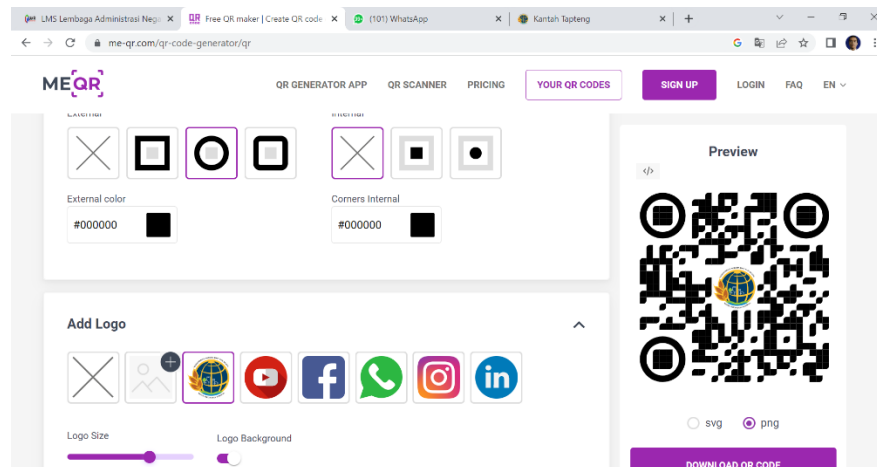 LMS Lembaga Administrasi Nega
Free QR maker | Create QR code
(101) WhatsApp
Kantah Tapteng
me-qr.com/qr-code-generator/qr
MEQR
QR GENERATOR APP
QR SCANNER
PRICING
YOUR QR CODES
SIGN UP
LOGIN
FAQ
EN
External
Internal
External color
Corners Internal
#000000
#000000
Add Logo
Logo Size
Logo Background
Preview
</>
svg
png
DOWNLOAD QR CODE